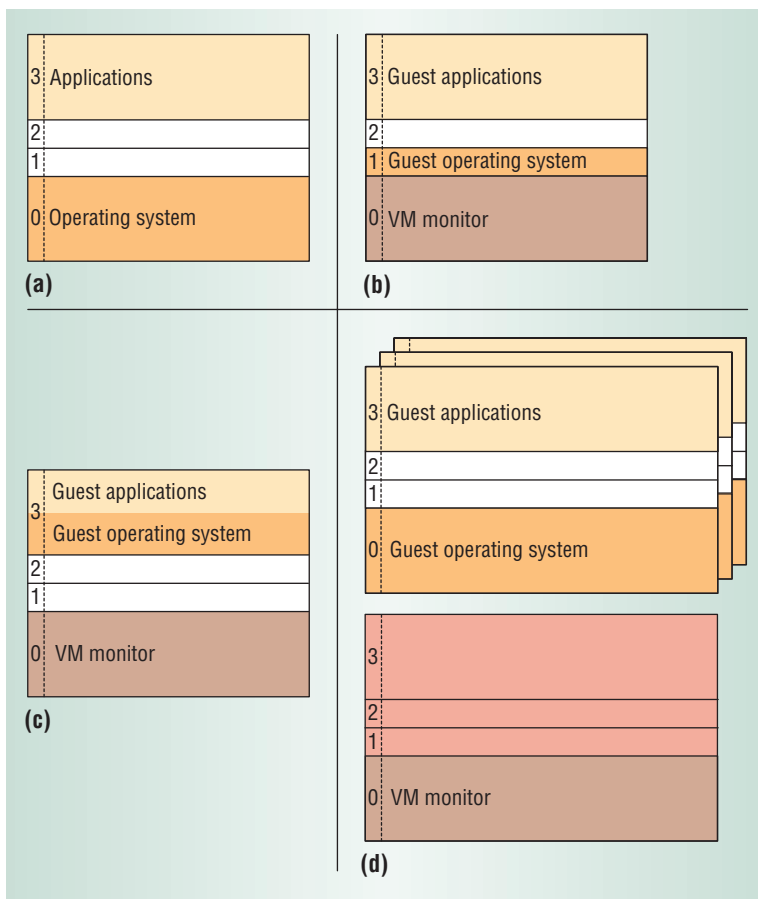 3 Applications
2
1
0 Operating system
(a)
3 Guest applications
2
1 Guest operating system
0 VM monitor
(b)
Guest applications
3
Guest operating system
2
1
0 VM monitor
(c)
3 Guest applications
2
1
0 Guest operating system
3
2
1
0 VM monitor
(d)